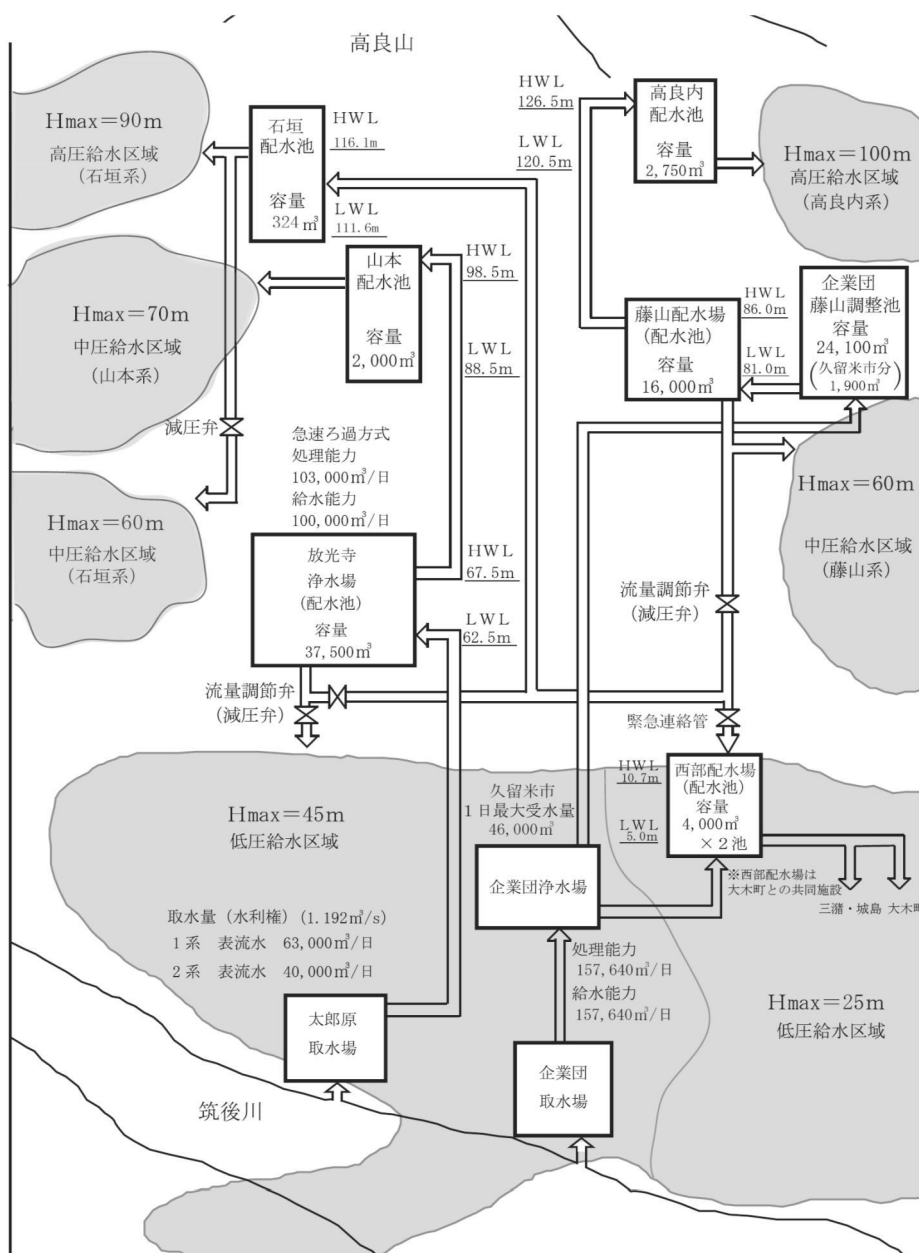 高良山
Hmax=90m
高圧給水区域
(石垣系)
石垣
配水池
容量
324㎥
HWL
116.1m
LWL
111.6m
HWL
126.5m
LWL
120.5m
高良内
配水池
容量
2,750㎥
Hmax=100m
高圧給水区域
(高良内系)
Hmax=70m
中圧給水区域
(山本系)
山本
配水池
容量
2,000㎥
HWL
98.5m
LWL
88.5m
藤山配水場
(配水池)
容量
16,000㎥
HWL
86.0m
LWL
81.0m
企業団
藤山調整池
容量
24,100㎥
(久留米市分)
1,900㎥
減圧弁
急速ろ過方式
処理能力
103,000㎥/日
給水能力
100,000㎥/日
Hmax=60m
中圧給水区域
(石垣系)
放光寺
浄水場
(配水池)
容量
37,500㎥
HWL
67.5m
LWL
62.5m
Hmax=60m
中圧給水区域
(藤山系)
流量調節弁
(減圧弁)
流量調節弁
(減圧弁)
緊急連絡管
Hmax=45m
低圧給水区域
久留米市
1日最大受水量
46,000㎥
HWL
10.7m
LWL
5.0m
西部配水場
(配水池)
容量
4,000㎥
×2池
※西部配水場は
大木町との共同施設
三潴・城島 大木町
企業団浄水場
取水量(水利権)(1.192㎥/s)
1系 表流水 63,000㎥/日
2系 表流水 40,000㎥/日
処理能力
157,640㎥/日
給水能力
157,640㎥/日
Hmax=25m
低圧給水区域
太郎原
取水場
企業団
取水場
筑後川